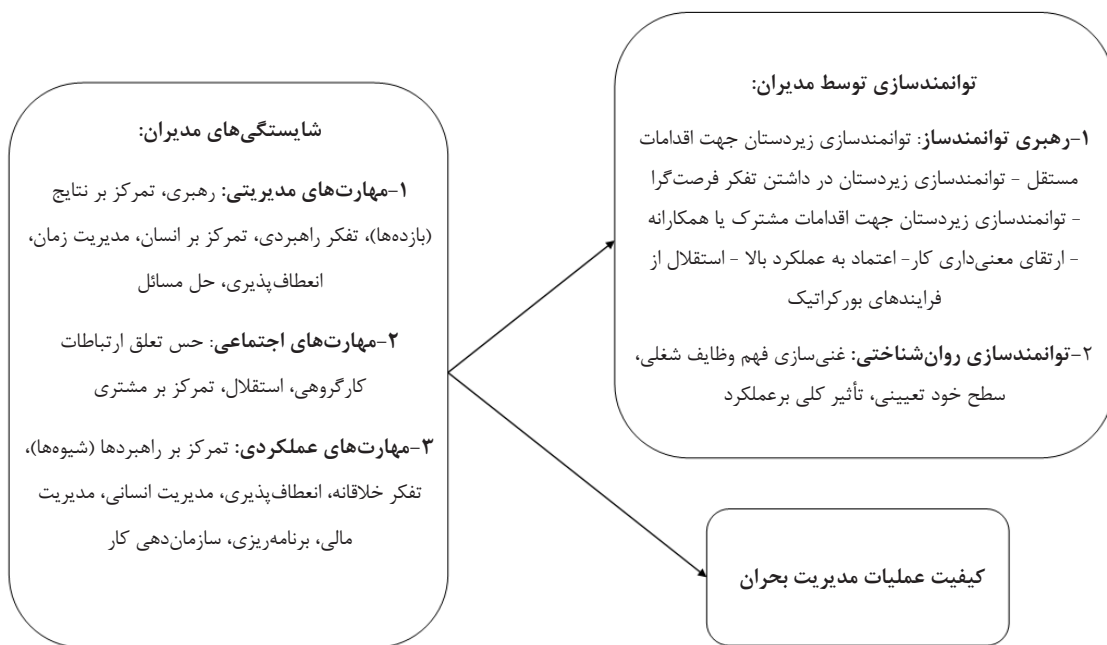 شایستگی‌های مدیران:
۱-مهارت‌های مدیریتی: رهبری، تمرکز بر نتایج
(بازده‌ها)، تفکر راهبردی، تمرکز بر انسان، مدیریت زمان،
انعطاف‌پذیری، حل مسائل
۲-مهارت‌های اجتماعی: حس تعلق ارتباطات
کارگروهی، استقلال، تمرکز بر مشتری
۳-مهارت‌های عملکردی: تمرکز بر راهبردها (شیوه‌ها)،
تفکر خلاقانه، انعطاف‌پذیری، مدیریت انسانی، مدیریت
مالی، برنامه‌ریزی، سازمان‌دهی کار
توانمندسازی توسط مدیران:
۱-رهبری توانمندساز: توانمندسازی زیردستان جهت اقدامات
مستقل - توانمندسازی زیردستان در داشتن تفکر فرصت‌گرا
- توانمندسازی زیردستان جهت اقدامات مشترک یا همکارانه
- ارتقای معنی‌داری کار- اعتماد به عملکرد بالا - استقلال از
فرایندهای بورکراتیک
۲-توانمندسازی روان‌شناختی: غنی‌سازی فهم وظایف شغلی،
سطح خود تعیینی، تأثیر کلی برعملکرد
کیفیت عملیات مدیریت بحران